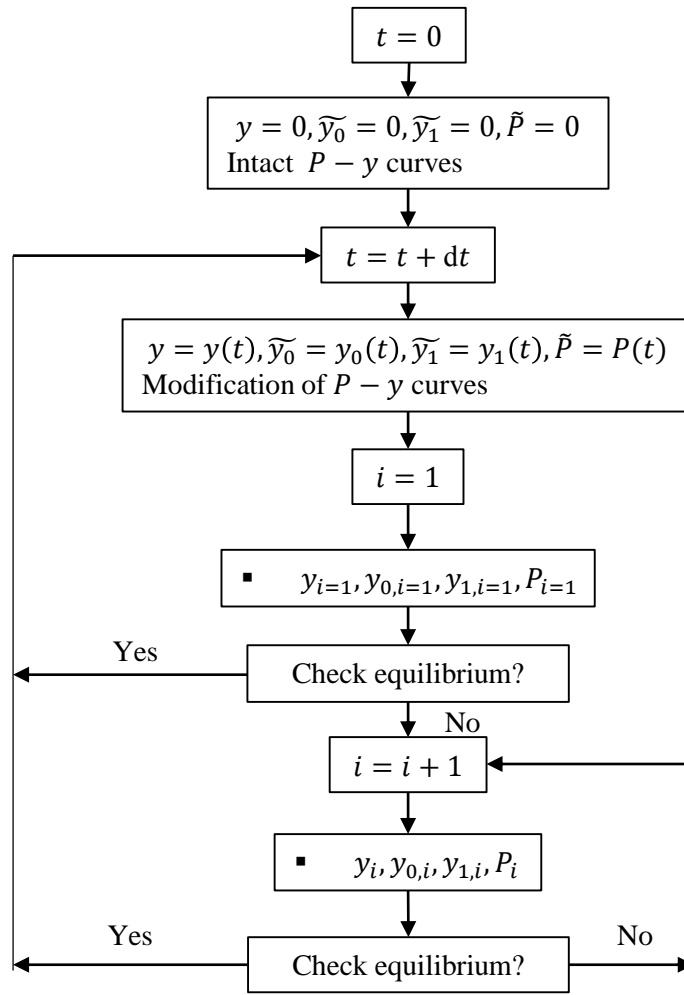 t = 0
y = 0, ỹ₀ = 0, ỹ₁ = 0, P̃ = 0
Intact P − y curves
t = t + dt
y = y(t), ỹ₀ = y₀(t), ỹ₁ = y₁(t), P̃ = P(t)
Modification of P − y curves
i = 1
▪ y_{i=1}, y_{0,i=1}, y_{1,i=1}, P_{i=1}
Yes
Check equilibrium?
No
i = i + 1
▪ y_i, y_{0,i}, y_{1,i}, P_i
Yes
Check equilibrium?
No